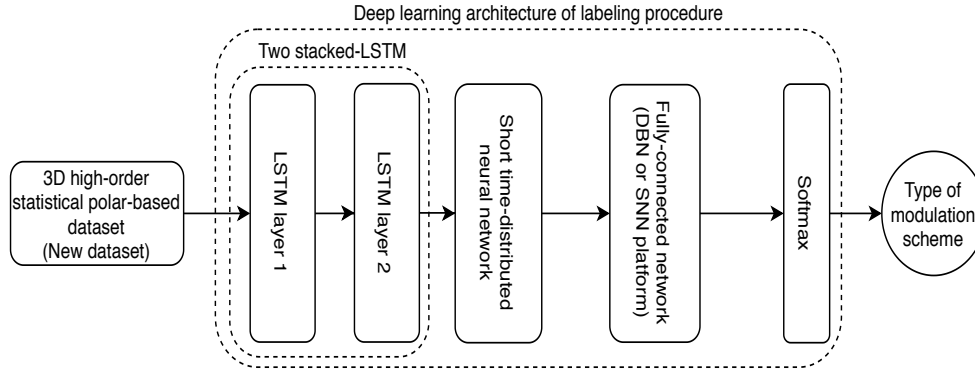 Deep learning architecture of labeling procedure
Two stacked-LSTM
3D high-order
statistical polar-based
dataset
(New dataset)
LSTM layer 1
LSTM layer 2
Short time-distributed
neural network
Fully-connected network
(DBN or SNN platform)
Softmax
Type of
modulation
scheme